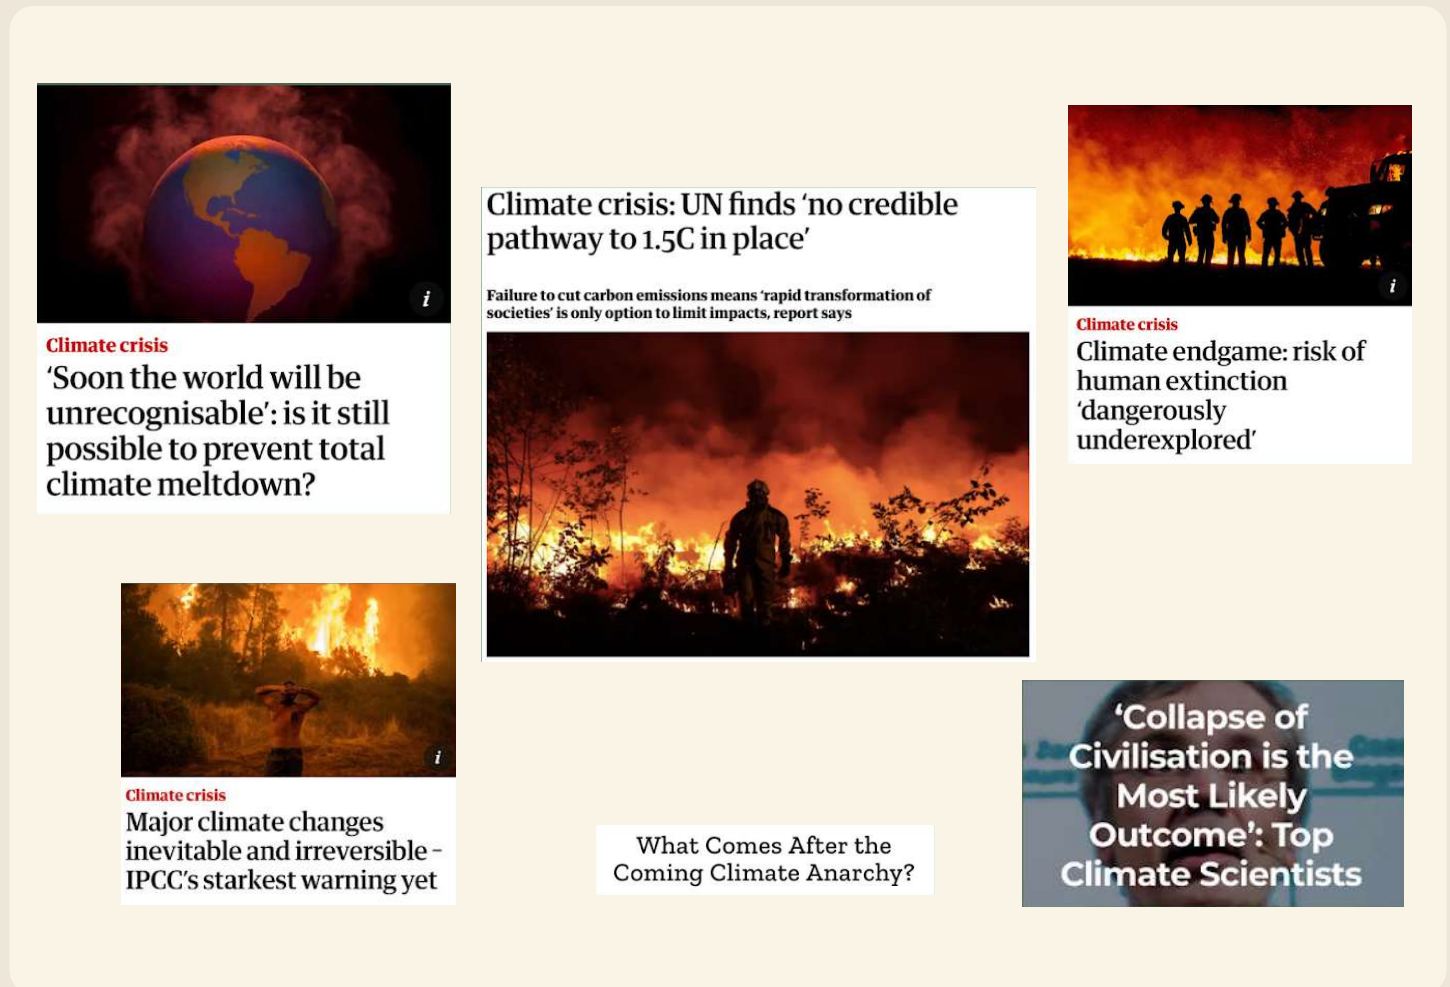 Climate crisis
‘Soon the world will be
unrecognisable’: is it still
possible to prevent total
climate meltdown?
Climate crisis: UN finds ‘no credible
pathway to 1.5C in place’
Failure to cut carbon emissions means ‘rapid transformation of
societies’ is only option to limit impacts, report says
Climate crisis
Climate endgame: risk of
human extinction
‘dangerously
underexplored’
Climate crisis
Major climate changes
inevitable and irreversible –
IPCC’s starkest warning yet
What Comes After the
Coming Climate Anarchy?
‘Collapse of
Civilisation is the
Most Likely
Outcome’: Top
Climate Scientists